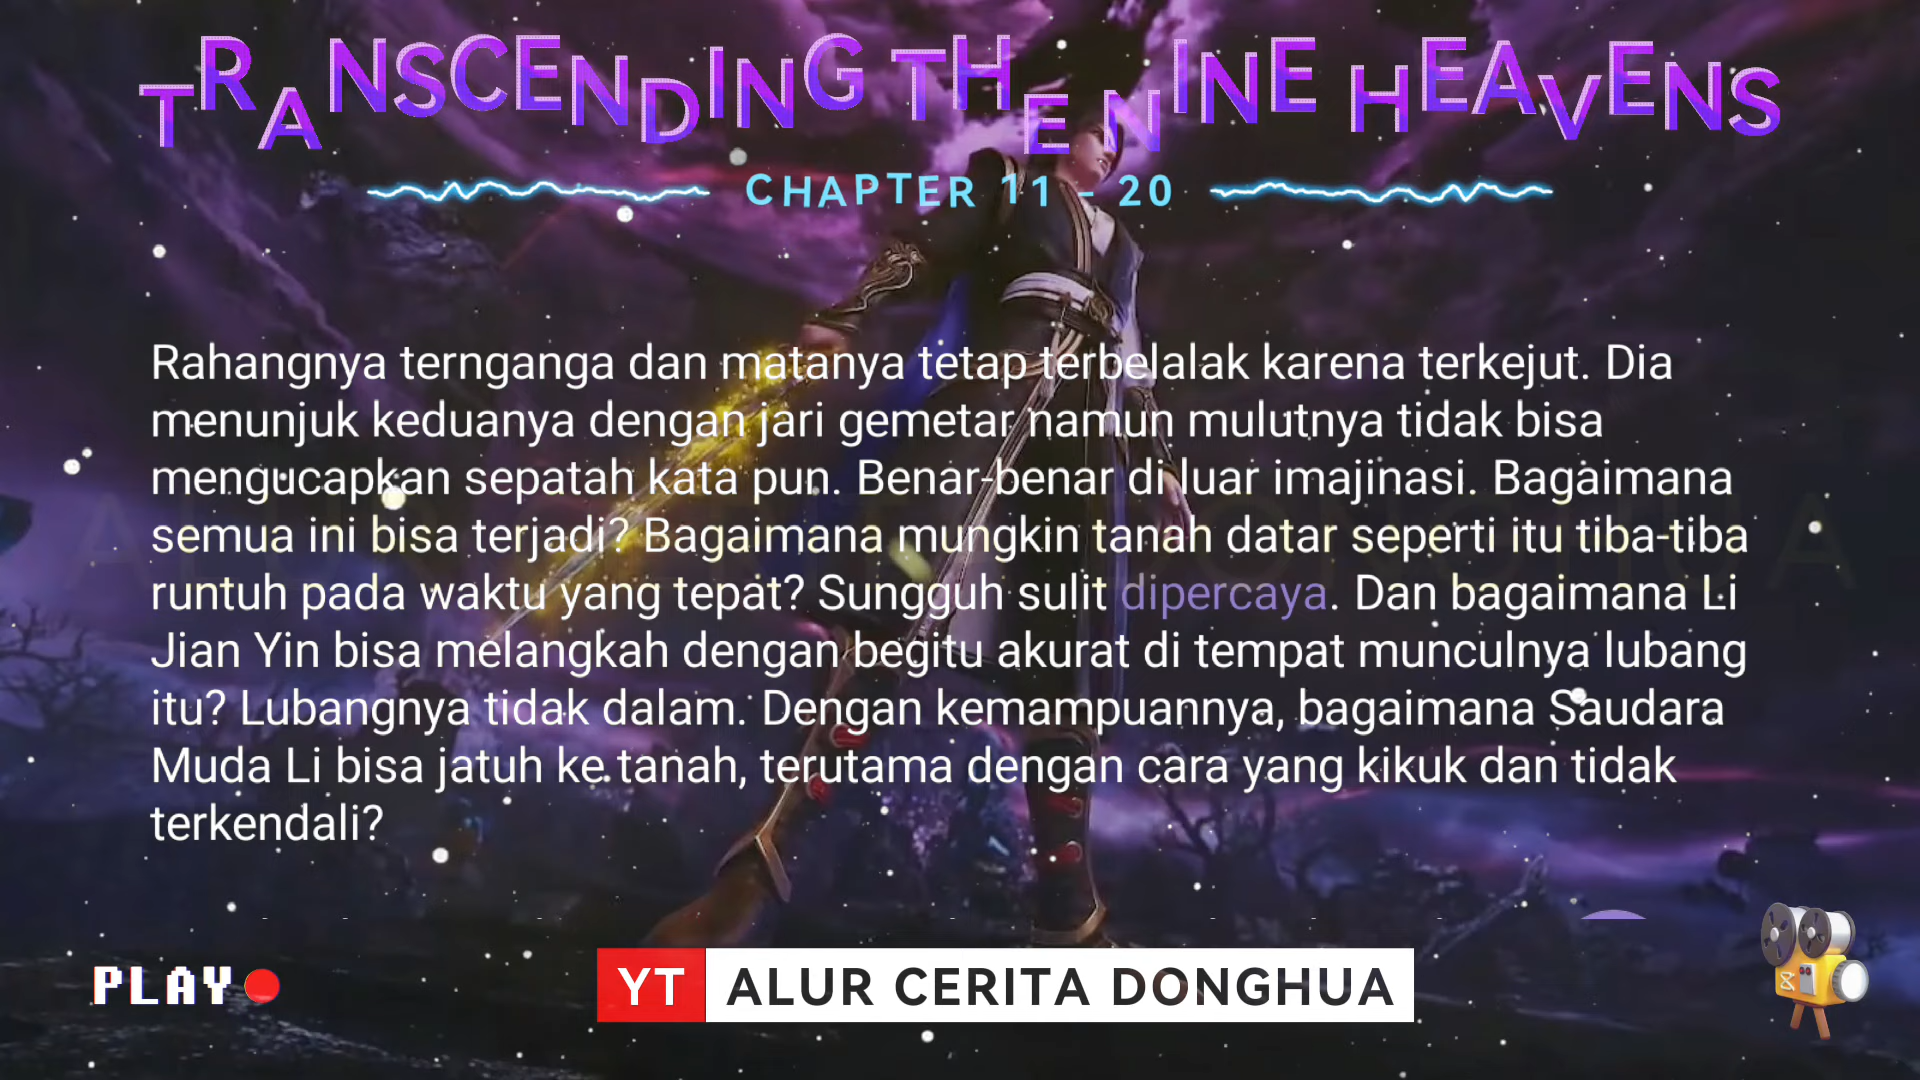 TRANSCENDING THE NINE HEAVENS
CHAPTER 11 - 20
Rahangnya ternganga dan matanya tetap terbelalak karena terkejut. Dia
menunjuk keduanya dengan jari gemetar namun mulutnya tidak bisa
mengucapkan sepatah kata pun. Benar-benar di luar imajinasi. Bagaimana
semua ini bisa terjadi? Bagaimana mungkin tanah datar seperti itu tiba-tiba
runtuh pada waktu yang tepat? Sungguh sulit dipercaya. Dan bagaimana Li
Jian Yin bisa melangkah dengan begitu akurat di tempat munculnya lubang
itu? Lubangnya tidak dalam. Dengan kemampuannya, bagaimana Saudara
Muda Li bisa jatuh ke tanah, terutama dengan cara yang kikuk dan tidak
terkendali?
PLAY
YT ALUR CERITA DONGHUA